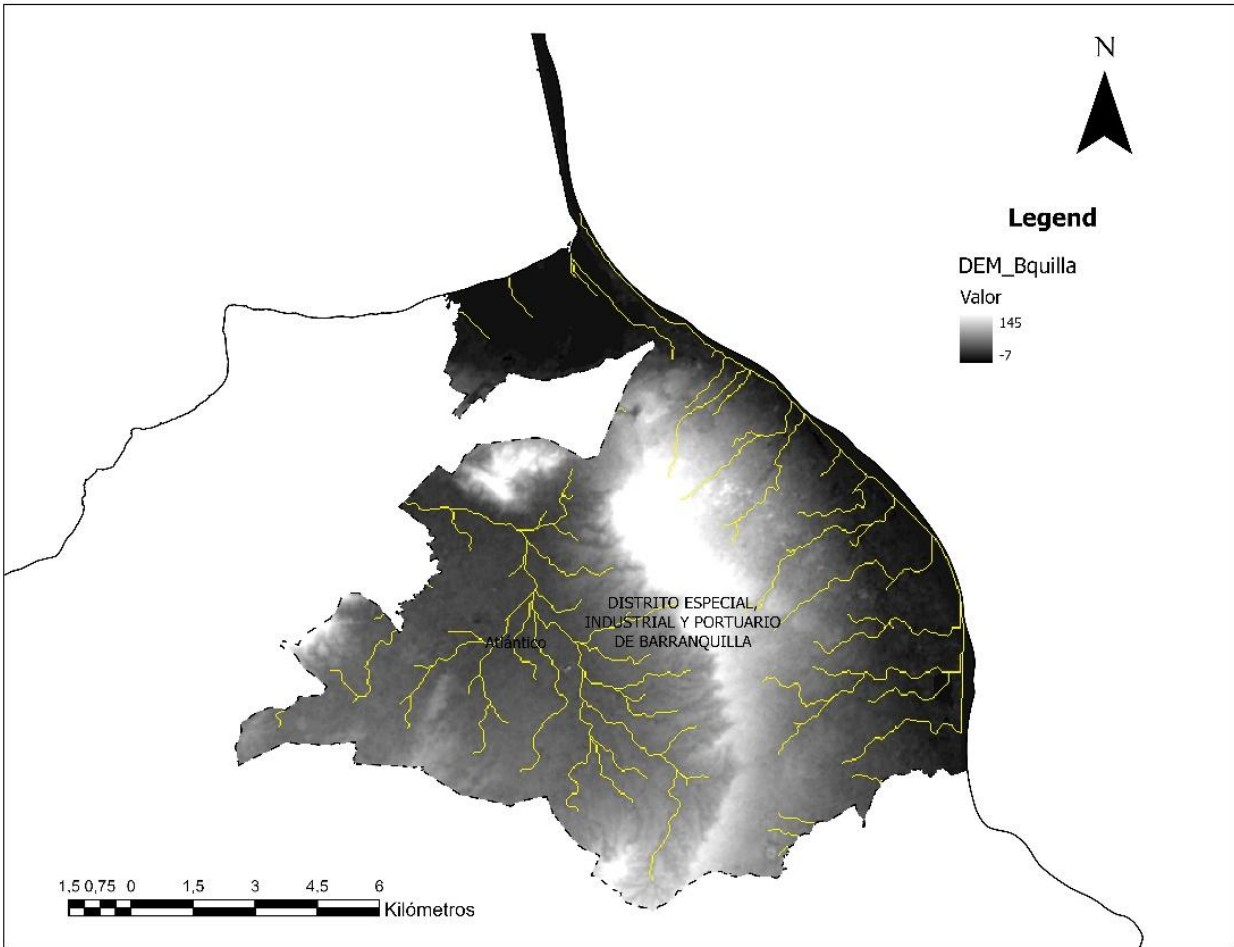 N
Legend
DEM_Bquilla
Valor
145
-7
DISTRITO ESPECIAL,
INDUSTRIAL Y PORTUARIO
DE BARRANQUILLA
Atlántico
1,5 0,75 0 1,5 3 4,5 6
Kilómetros